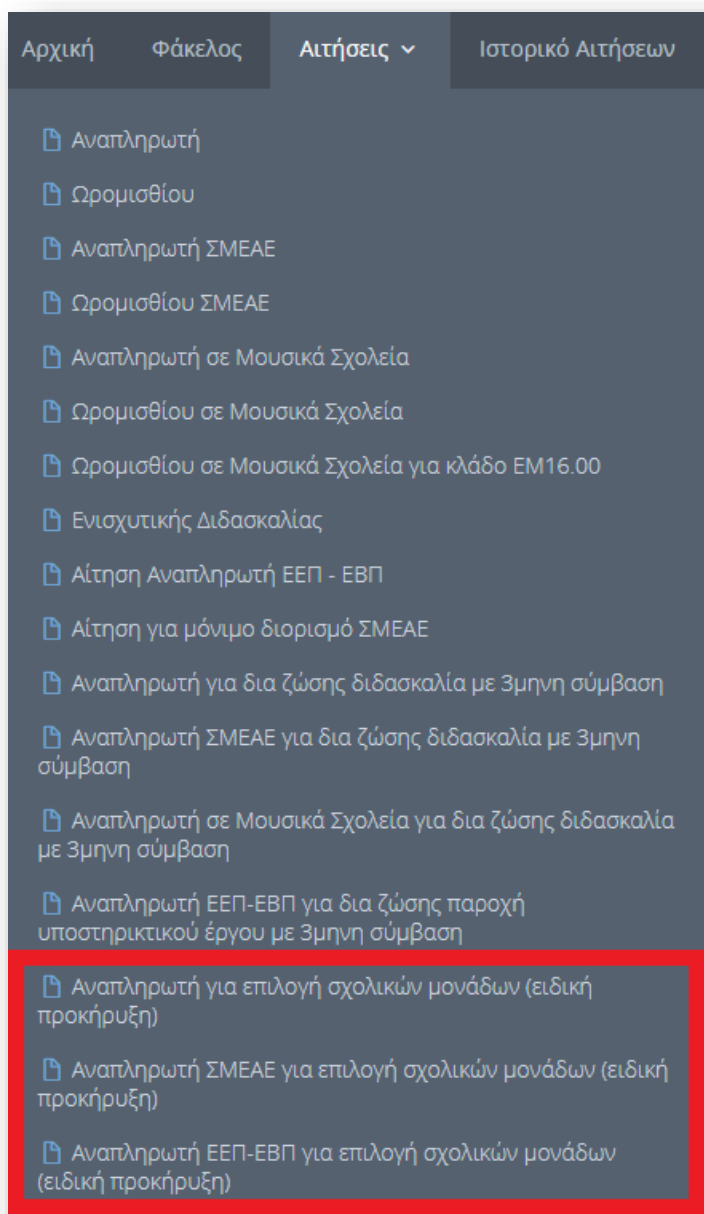 Αρχική Φάκελος Αιτήσεις Ιστορικό Αιτήσεων
Αναπληρωτή
Ωρομισθίου
Αναπληρωτή ΣΜΕΑΕ
Ωρομισθίου ΣΜΕΑΕ
Αναπληρωτή σε Μουσικά Σχολεία
Ωρομισθίου σε Μουσικά Σχολεία
Ωρομισθίου σε Μουσικά Σχολεία για κλάδο ΕΜ16.00
Ενισχυτικής Διδασκαλίας
Αίτηση Αναπληρωτή ΕΕΠ - ΕΒΠ
Αίτηση για μόνιμο διορισμό ΣΜΕΑΕ
Αναπληρωτή για δια ζώσης διδασκαλία με 3μηνη σύμβαση
Αναπληρωτή ΣΜΕΑΕ για δια ζώσης διδασκαλία με 3μηνη
σύμβαση
Αναπληρωτή σε Μουσικά Σχολεία για δια ζώσης διδασκαλία
με 3μηνη σύμβαση
Αναπληρωτή ΕΕΠ-ΕΒΠ για δια ζώσης παροχή
υποστηρικτικού έργου με 3μηνη σύμβαση
Αναπληρωτή για επιλογή σχολικών μονάδων (ειδική
προκήρυξη)
Αναπληρωτή ΣΜΕΑΕ για επιλογή σχολικών μονάδων (ειδική
προκήρυξη)
Αναπληρωτή ΕΕΠ-ΕΒΠ για επιλογή σχολικών μονάδων
(ειδική προκήρυξη)